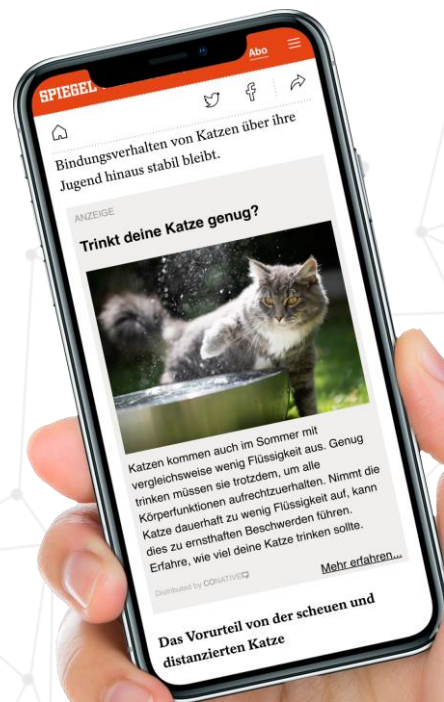 SPIEGEL
Abo
Bindungsverhalten von Katzen über ihre
Jugend hinaus stabil bleibt.
ANZEIGE
Trinkt deine Katze genug?
Katzen kommen auch im Sommer mit
vergleichsweise wenig Flüssigkeit aus. Genug
trinken müssen sie trotzdem, um alle
Körperfunktionen aufrechtzuerhalten. Nimmt die
Katze dauerhaft zu wenig Flüssigkeit auf, kann
dies zu ernsthaften Beschwerden führen.
Erfahre, wie viel deine Katze trinken sollte.
Distributed by CONATIVE
Mehr erfahren...
Das Vorurteil von der scheuen und
distanzierten Katze